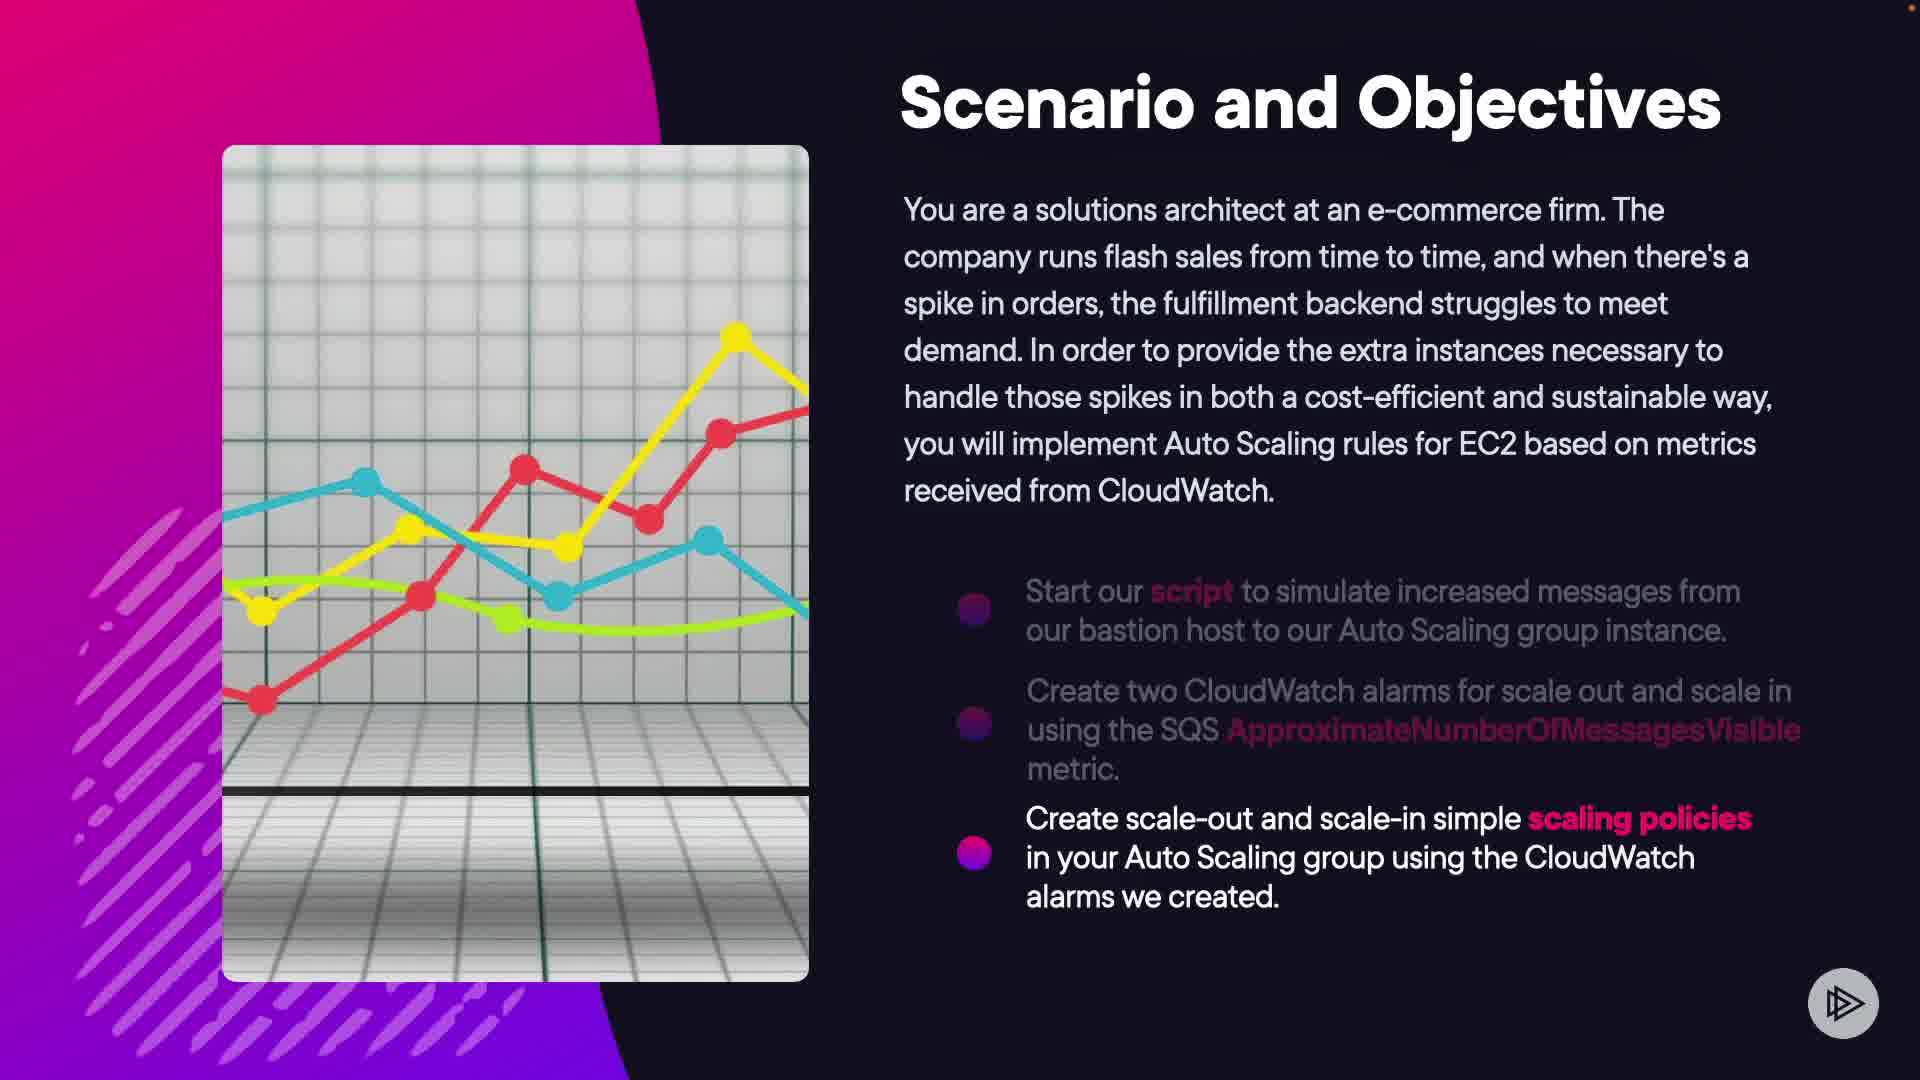 Scenario and Objectives
You are a solutions architect at an e-commerce firm. The
company runs flash sales from time to time, and when there's a
spike in orders, the fulfillment backend struggles to meet
demand. In order to provide the extra instances necessary to
handle those spikes in both a cost-efficient and sustainable way,
you will implement Auto Scaling rules for EC2 based on metrics
received from CloudWatch.
Start our script to simulate increased messages from
our bastion host to our Auto Scaling group instance.
Create two CloudWatch alarms for scale out and scale in
using the SQS ApproximateNumberOfMessagesVisible
metric.
Create scale-out and scale-in simple scaling policies
in your Auto Scaling group using the CloudWatch
alarms we created.